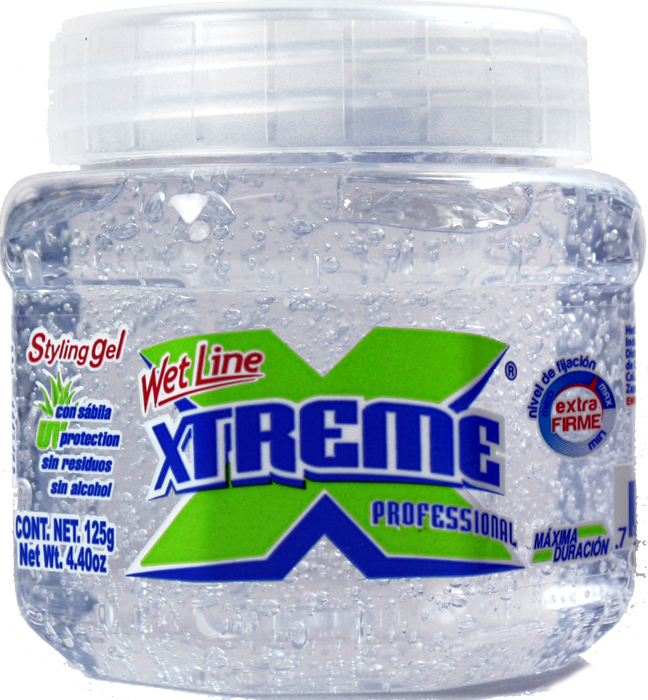 Styling gel
con sábila
UV protection
sin residuos
sin alcohol
CONT. NET. 125g
Net Wt. 4.40oz
Wet Line
XTREME
®
PROFESSIONAL
nivel de fijación
max
extra
FIRME
min
MÁXIMA
DURACIÓN
.7